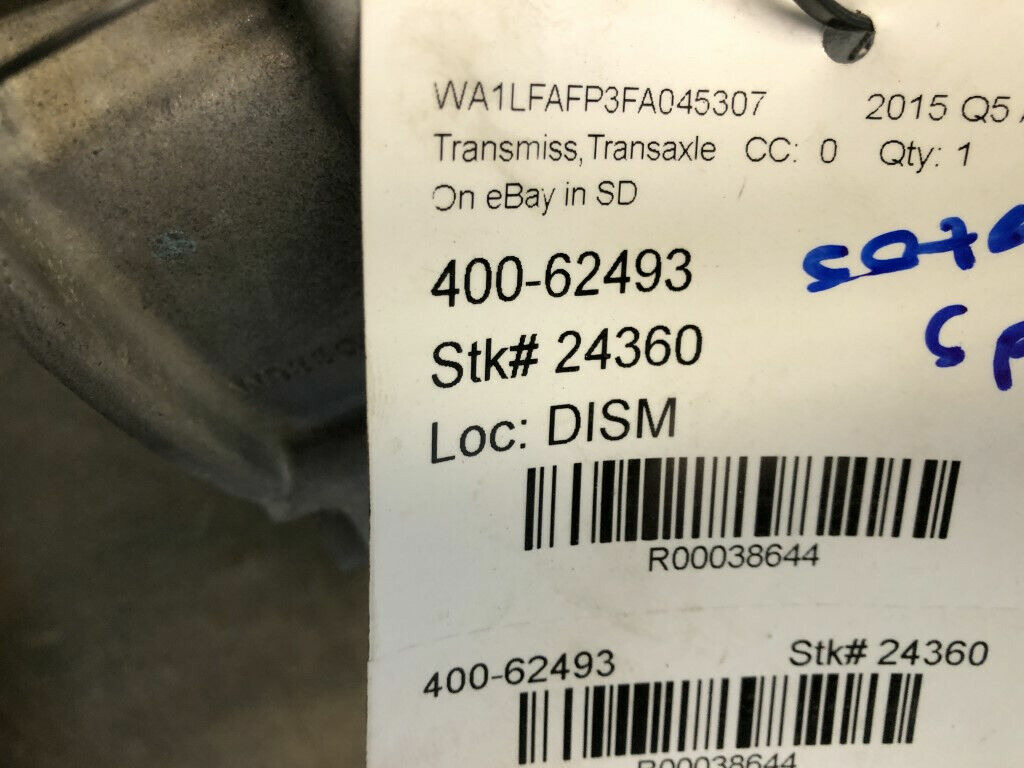 WA1LFAFP3FA045307 2015 Q5
Transmiss,Transaxle CC: 0 Qty: 1
On eBay in SD
400-62493
Stk# 24360
Loc: DISM
R00038644
400-62493 Stk# 24360
R00038644